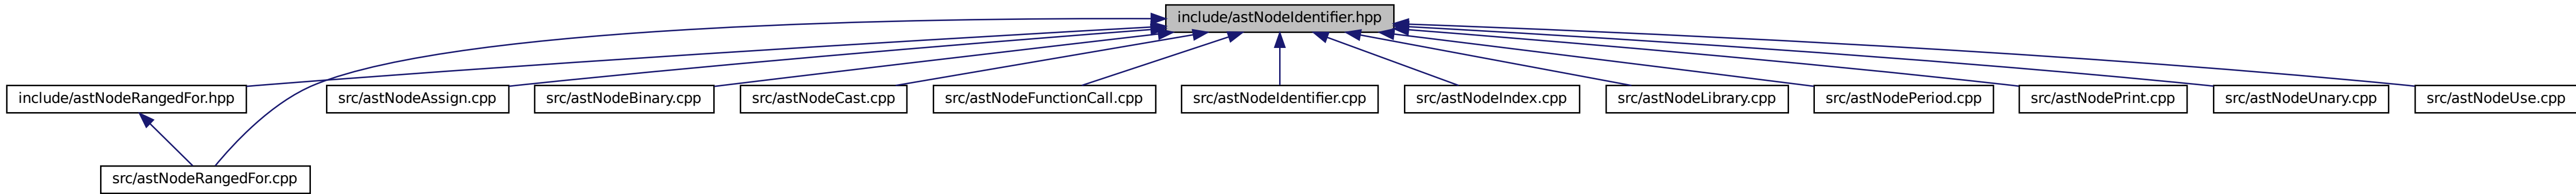 include/astNodeIdentifier.hpp
include/astNodeRangedFor.hpp
src/astNodeAssign.cpp
src/astNodeBinary.cpp
src/astNodeCast.cpp
src/astNodeFunctionCall.cpp
src/astNodeIdentifier.cpp
src/astNodeIndex.cpp
src/astNodeLibrary.cpp
src/astNodePeriod.cpp
src/astNodePrint.cpp
src/astNodeUnary.cpp
src/astNodeUse.cpp
src/astNodeRangedFor.cpp